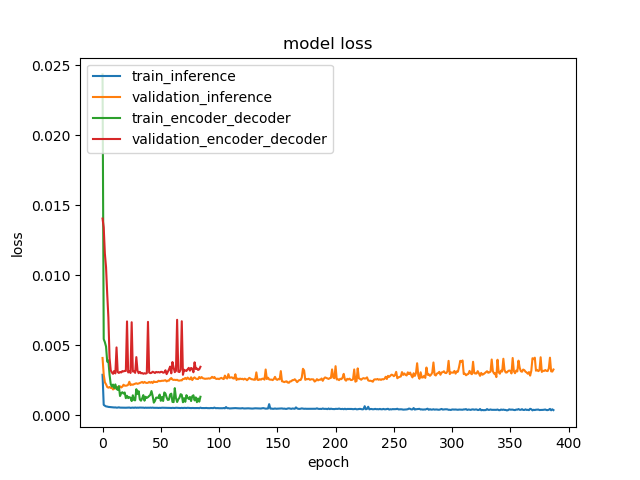 model loss
train_inference
validation_inference
train_encoder_decoder
validation_encoder_decoder
loss
0.025
0.020
0.015
0.010
0.005
0.000
0 50 100 150 200 250 300 350 400
epoch